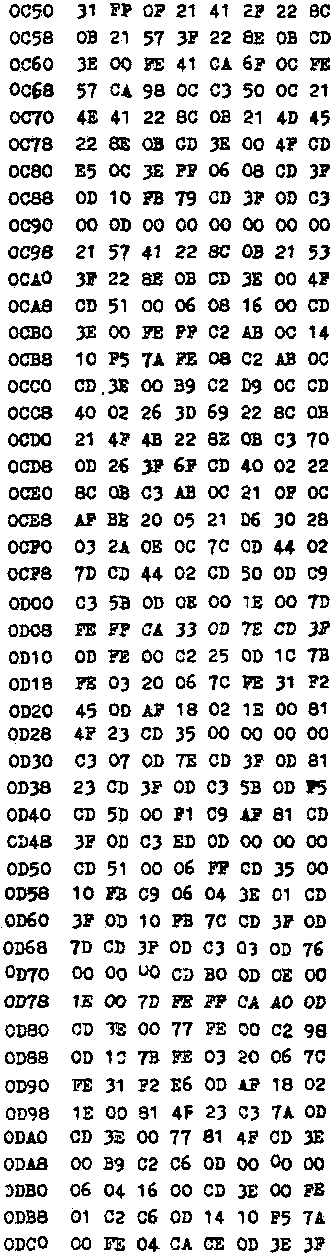 0C50 31 FF 0F 21 41 2F 22 8C
0C58 0B 21 57 3F 22 8E 0B CD
0C60 3E 00 FE 41 CA 6F 0C FE
0C68 57 CA 98 0C C3 50 0C 21
0C70 4E 41 22 8C 0B 21 4D 45
0C78 22 8E 0B CD 3E 00 4F CD
0C80 E5 0C 3E FF 06 08 CD 3F
0C88 0D 10 FB 79 CD 3F 0D C3
0C90 00 0D 00 00 00 00 00 00
0C98 21 57 41 22 8C 0B 21 53
0CA0 3F 22 8E 0B CD 3E 00 4F
0CA8 CD 51 00 06 08 16 00 CD
0CB0 3E 00 FE FF C2 AB 0C 14
0CB8 10 F5 7A FE 08 C2 AB 0C
0CC0 CD 3E 00 B9 C2 D9 0C CD
0CC8 40 02 26 3D 69 22 8C 0B
0CD0 21 4F 4B 22 8E 0B C3 70
0CD8 0D 26 3F 6F CD 40 02 22
0CE0 8C 0B C3 AB 0C 21 0F 0C
0CE8 AF BE 20 05 21 D6 30 28
0CF0 03 2A 0E 0C 7C CD 44 02
0CF8 7D CD 44 02 CD 50 0D C9
0D00 C3 5B 0D 0E 00 1E 00 7D
0D08 FE FF CA 33 0D 7E CD 3F
0D10 0D FE 00 C2 25 0D 1C 7B
0D18 FE 03 20 06 7C FE 31 F2
0D20 45 0D AF 18 02 1E 00 81
0D28 4F 23 CD 35 00 00 00 00
0D30 C3 07 0D 7E CD 3F 0D 81
0D38 23 CD 3F 0D C3 5B 0D F5
0D40 CD 5D 00 F1 C9 AF 81 CD
0D48 3F 0D C3 ED 0D 00 00 00
0D50 CD 51 00 06 FF CD 35 00
0D58 10 FB C9 06 04 3E 01 CD
0D60 3F 0D 10 FB 7C CD 3F 0D
0D68 7D CD 3F 0D C3 03 0D 76
0D70 00 00 00 CD B0 0D 0E 00
0D78 1E 00 7D FE FF CA A0 0D
0D80 CD 3E 00 77 FE 00 C2 98
0D88 0D 1C 7B FE 03 20 06 7C
0D90 FE 31 F2 E6 0D AF 18 02
0D98 1E 00 81 4F 23 C3 7A 0D
0DA0 CD 3E 00 77 81 4F CD 3E
0DA8 00 B9 C2 C6 0D 00 00 00
0DB0 06 04 16 00 CD 3E 00 FE
0DB8 01 C2 C6 0D 14 10 F5 7A
0DC0 00 FE 04 CA CE 0D 3E 3F